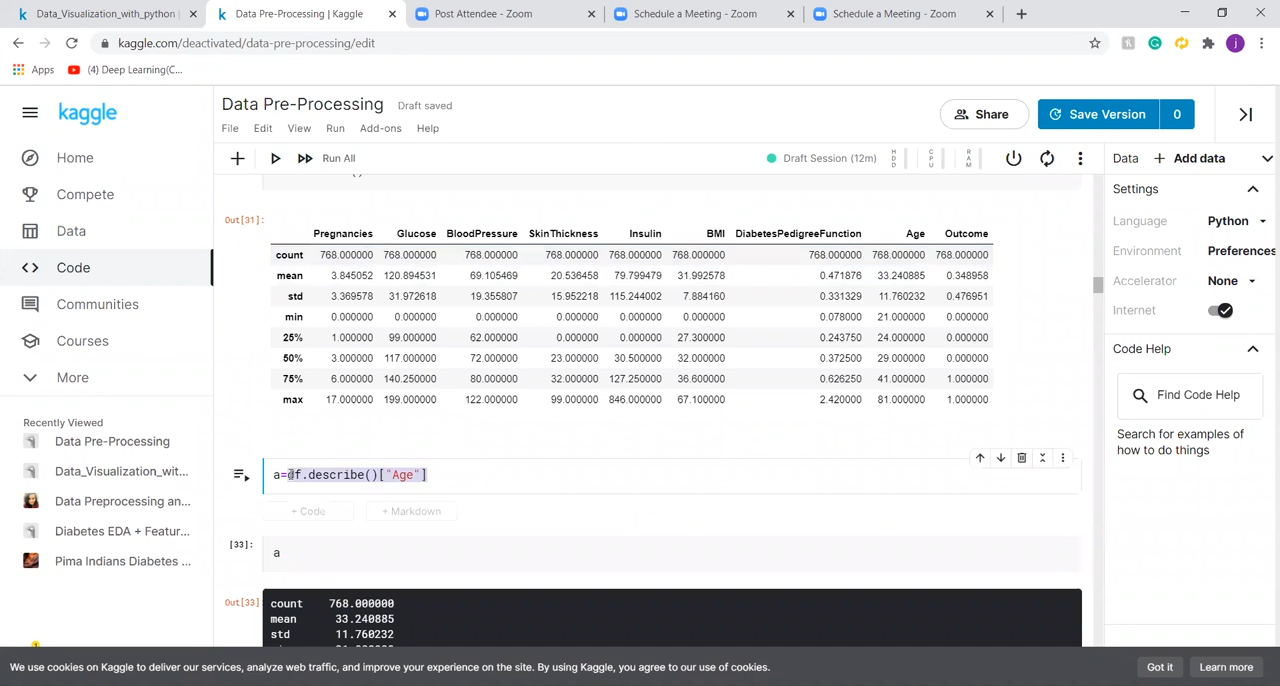 Data_Visualization_with_python
Data Pre-Processing | Kaggle
Post Attendee - Zoom
Schedule a Meeting - Zoom
Schedule a Meeting - Zoom
kaggle.com/deactivated/data-pre-processing/edit
j
Apps
(4) Deep Learning(C...
kaggle
Data Pre-Processing
Draft saved
File Edit View Run Add-ons Help
Share
Save Version
0
Run All
Draft Session (12m)
HDD
CPU
RAM
Data
Add data
Home
Compete
Data
Code
Communities
Courses
More
Recently Viewed
Data Pre-Processing
Data_Visualization_wit...
Data Preprocessing an...
Diabetes EDA + Featur...
Pima Indians Diabetes ...
Out[31]:
Pregnancies Glucose BloodPressure SkinThickness Insulin BMI DiabetesPedigreeFunction Age Outcome
count 768.000000 768.000000 768.000000 768.000000 768.000000 768.000000 768.000000 768.000000 768.000000
mean 3.845052 120.894531 69.105469 20.536458 79.799479 31.992578 0.471876 33.240885 0.348958
std 3.369578 31.972618 19.355807 15.952218 115.244002 7.884160 0.331329 11.760232 0.476951
min 0.000000 0.000000 0.000000 0.000000 0.000000 0.000000 0.078000 21.000000 0.000000
25% 1.000000 99.000000 62.000000 0.000000 0.000000 27.300000 0.243750 24.000000 0.000000
50% 3.000000 117.000000 72.000000 23.000000 30.500000 32.000000 0.372500 29.000000 0.000000
75% 6.000000 140.250000 80.000000 32.000000 127.250000 36.600000 0.626250 41.000000 1.000000
max 17.000000 199.000000 122.000000 99.000000 846.000000 67.100000 2.420000 81.000000 1.000000
a=df.describe()["Age"]
+ Code
+ Markdown
[33]:
a
Out[33]:
count 768.000000
mean 33.240885
std 11.760232
Settings
Language Python
Environment Preferences
Accelerator None
Internet
Code Help
Find Code Help
Search for examples of
how to do things
We use cookies on Kaggle to deliver our services, analyze web traffic, and improve your experience on the site. By using Kaggle, you agree to our use of cookies.
Got it
Learn more